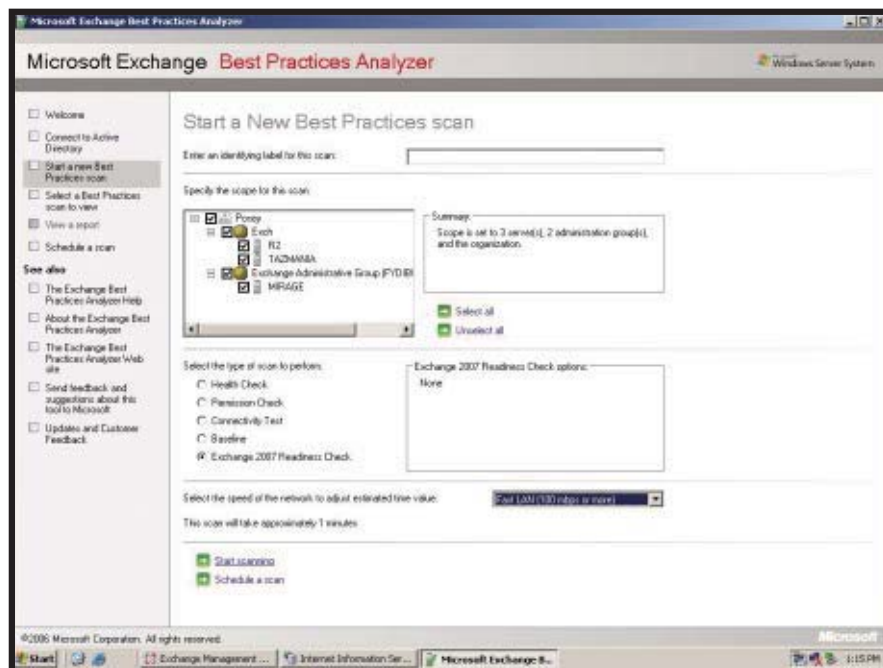 Microsoft Exchange Best Practices Analyzer
Microsoft Exchange Best Practices Analyzer
Windows Server System
Welcome
Connect to Active
Directory
Start a new Best
Practices scan
Select a Best Practices
scan to view
View a report
Schedule a scan
See also
The Exchange Best
Practices Analyzer Help
About the Exchange Best
Practices Analyzer
The Exchange Best
Practices Analyzer Web
site
Send feedback and
suggestions about this
tool to Microsoft
Updates and Customer
Feedback
Start a New Best Practices scan
Enter an identifying label for this scan:
Specify the scope for this scan:
Posey
Exch
R2
TAZMANIA
Exchange Administrative Group (FYDIB
MIRAGE
Summary
Scope is set to 3 server(s), 2 administration group(s),
and the organization.
Select all
Unselect all
Select the type of scan to perform:
Health Check
Permission Check
Connectivity Test
Baseline
Exchange 2007 Readiness Check
Exchange 2007 Readiness Check options:
None
Select the speed of the network to adjust estimated time value:
Fast LAN (100 mbps or more)
This scan will take approximately 1 minutes
Start scanning
Schedule a scan
©2006 Microsoft Corporation. All rights reserved.
Microsoft
Start
Exchange Management ...
Internet Information Ser...
Microsoft Exchange B...
1:15 PM